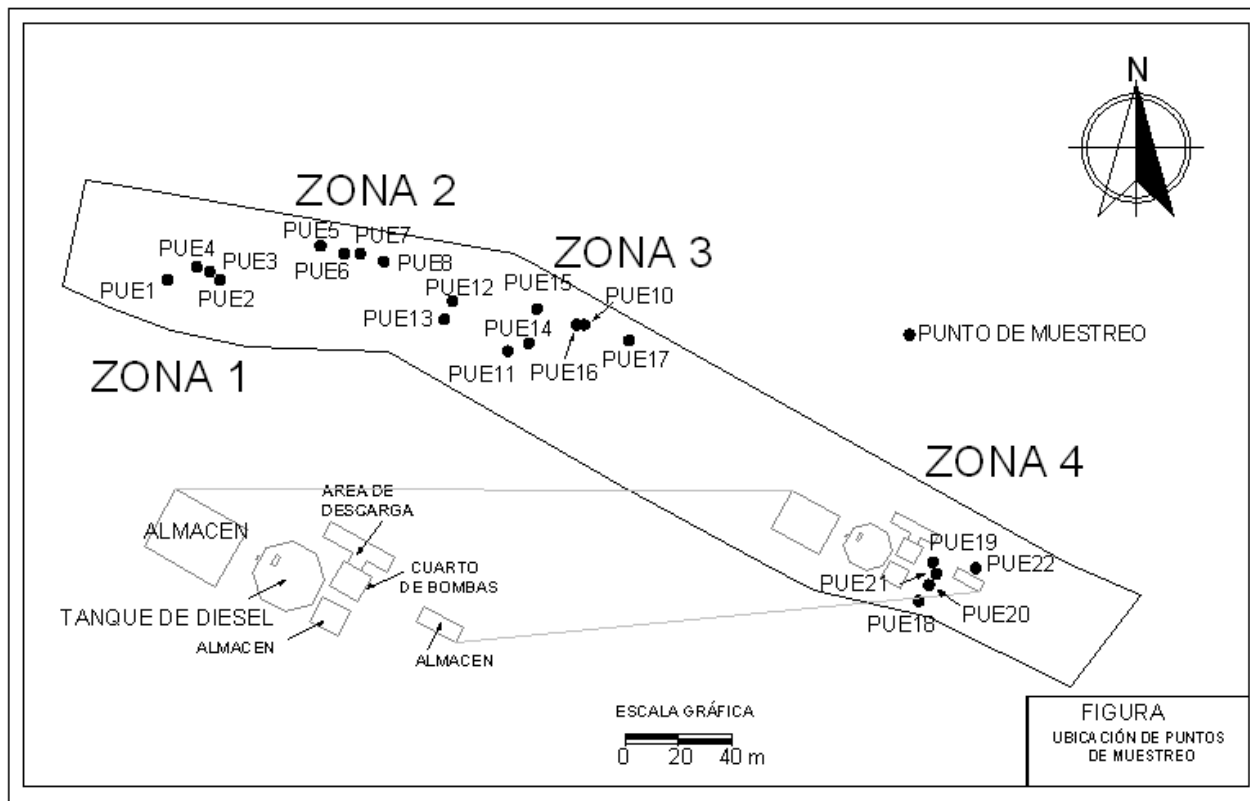 N
ZONA 2
PUE5
PUE7
PUE4
PUE3
PUE6
PUE8
PUE1
PUE2
ZONA 1
ZONA 3
PUE12
PUE15
PUE10
PUE13
PUE14
PUE11
PUE16
PUE17
PUNTO DE MUESTREO
ZONA 4
PUE19
PUE22
PUE21
PUE20
PUE18
AREA DE
DESCARGA
ALMACEN
CUARTO
DE BOMBAS
TANQUE DE DIESEL
ALMACEN
ALMACEN
ESCALA GRÁFICA
0 20 40 m
FIGURA
UBICACIÓN DE PUNTOS
DE MUESTREO